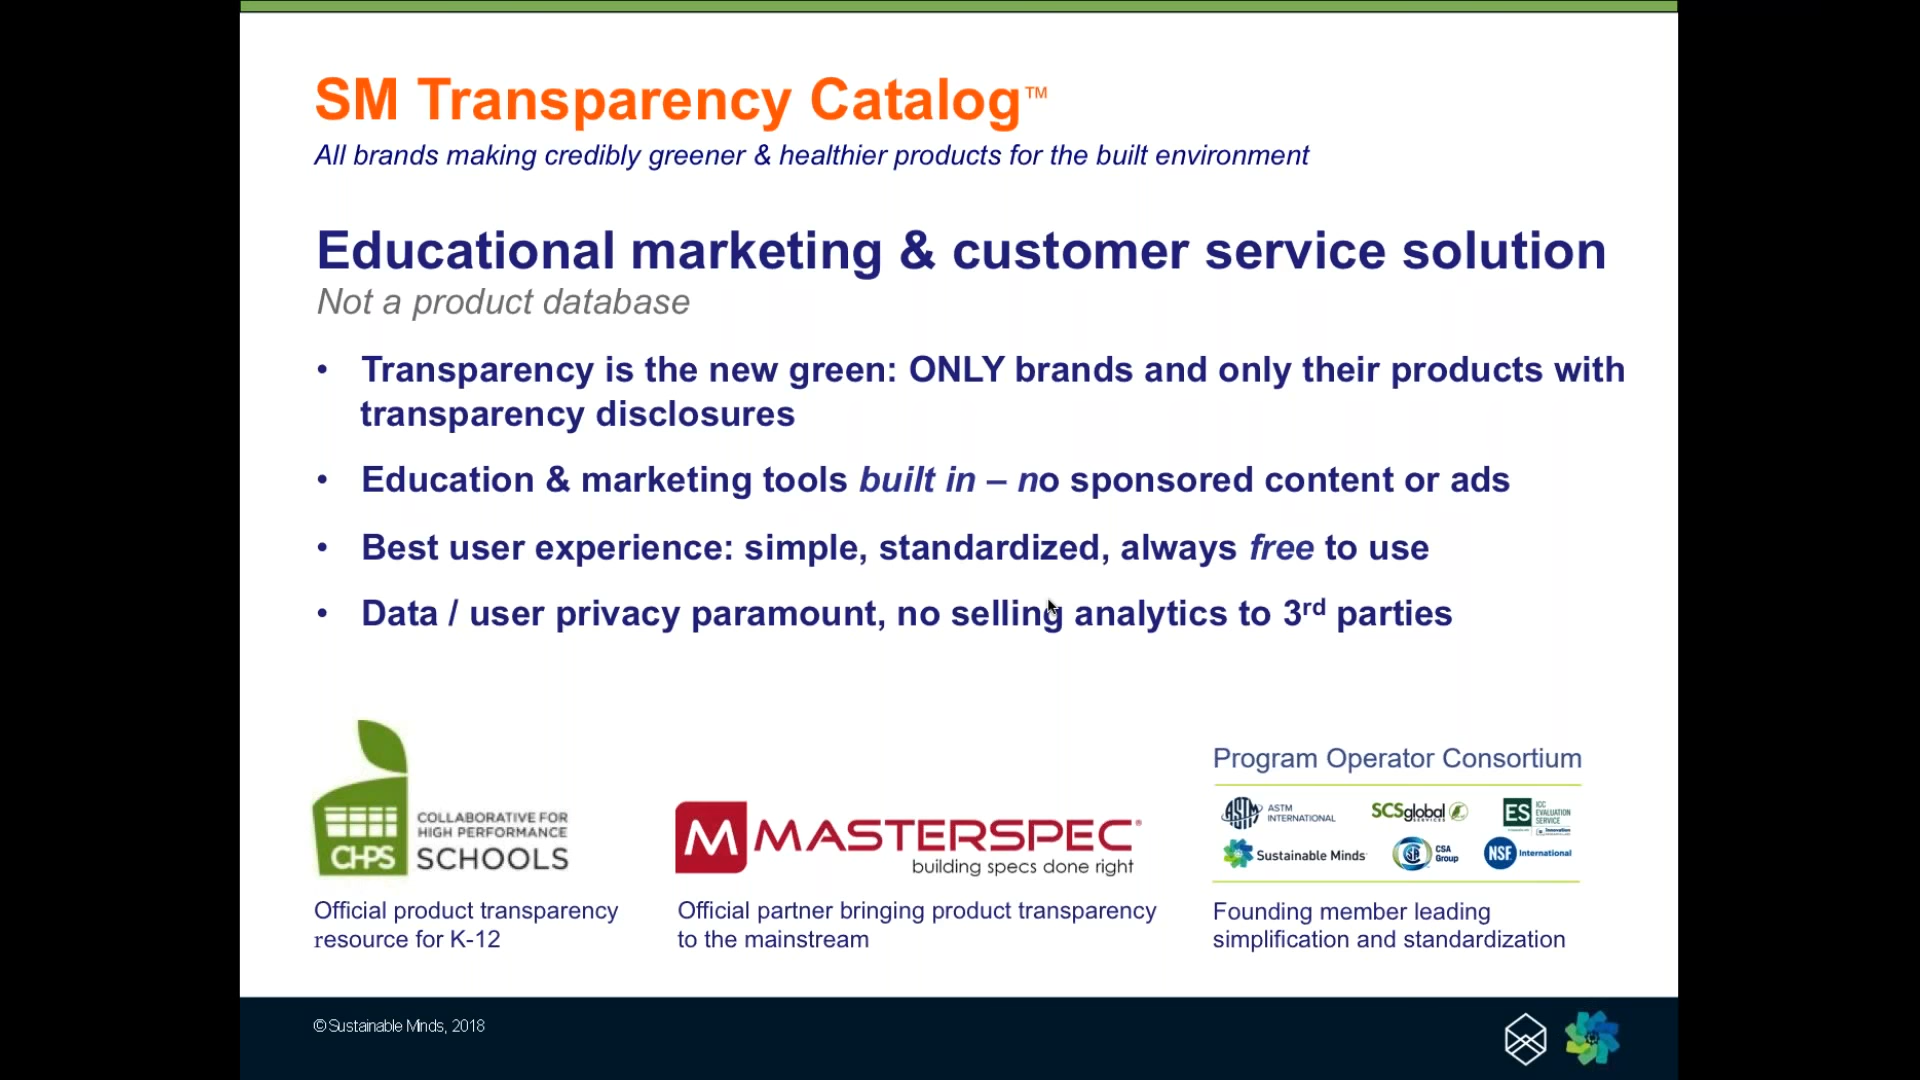 SM Transparency Catalog™
All brands making credibly greener & healthier products for the built environment
Educational marketing & customer service solution
Not a product database
• Transparency is the new green: ONLY brands and only their products with
transparency disclosures
• Education & marketing tools built in – no sponsored content or ads
• Best user experience: simple, standardized, always free to use
• Data / user privacy paramount, no selling analytics to 3rd parties
CHPS
COLLABORATIVE FOR
HIGH PERFORMANCE
SCHOOLS
Official product transparency
resource for K-12
M MASTERSPEC®
building specs done right
Official partner bringing product transparency
to the mainstream
Program Operator Consortium
ASTM
ASTM
INTERNATIONAL
SCSglobal
SERVICES
ES
ICC
EVALUATION
SERVICE
Sustainable Minds
CSA
Group
NSF International
Founding member leading
simplification and standardization
© Sustainable Minds, 2018